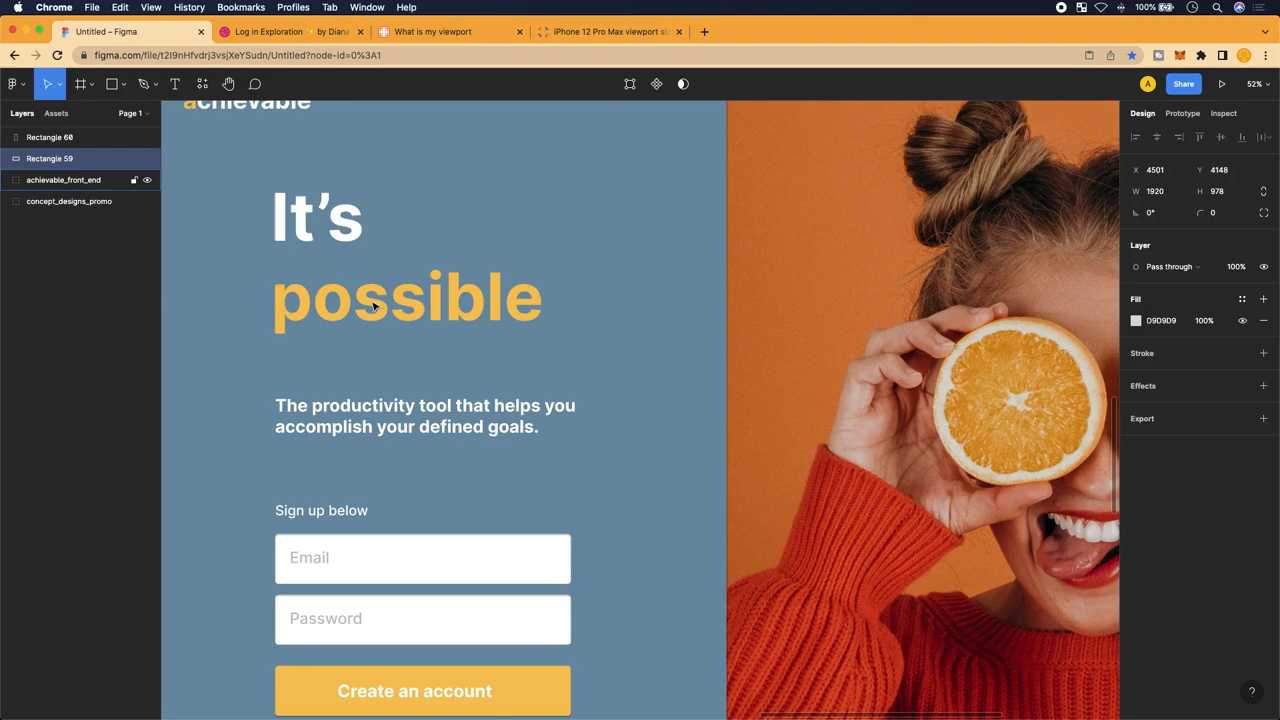 Chrome File Edit View History Bookmarks Profiles Tab Window Help
100%
Untitled – Figma
Log in Exploration
by Diana
What is my viewport
iPhone 12 Pro Max viewport si
figma.com/file/t2I9nHfvdrj3vsjXeYSudn/Untitled?node-id=0%3A1
A
Share
52%
Layers Assets Page 1
Rectangle 60
Rectangle 59
achievable_front_end
concept_designs_promo
achievable
It’s
possible
The productivity tool that helps you
accomplish your defined goals.
Sign up below
Email
Password
Create an account
Design Prototype Inspect
X 4501 Y 4148
W 1920 H 978
0° 0
Layer
Pass through 100%
Fill
D9D9D9 100%
Stroke
Effects
Export
?